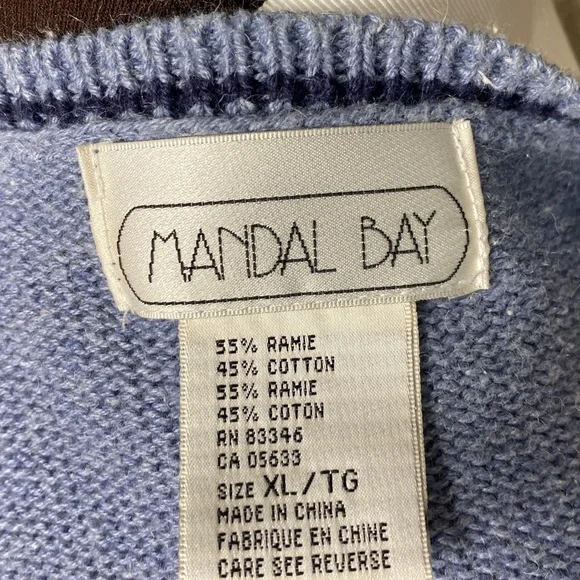 MANDAL BAY
55% RAMIE
45% COTTON
55% RAMIE
45% COTON
RN 83346
CA 05633
SIZE XL/TG
MADE IN CHINA
FABRIQUE EN CHINE
CARE SEE REVERSE